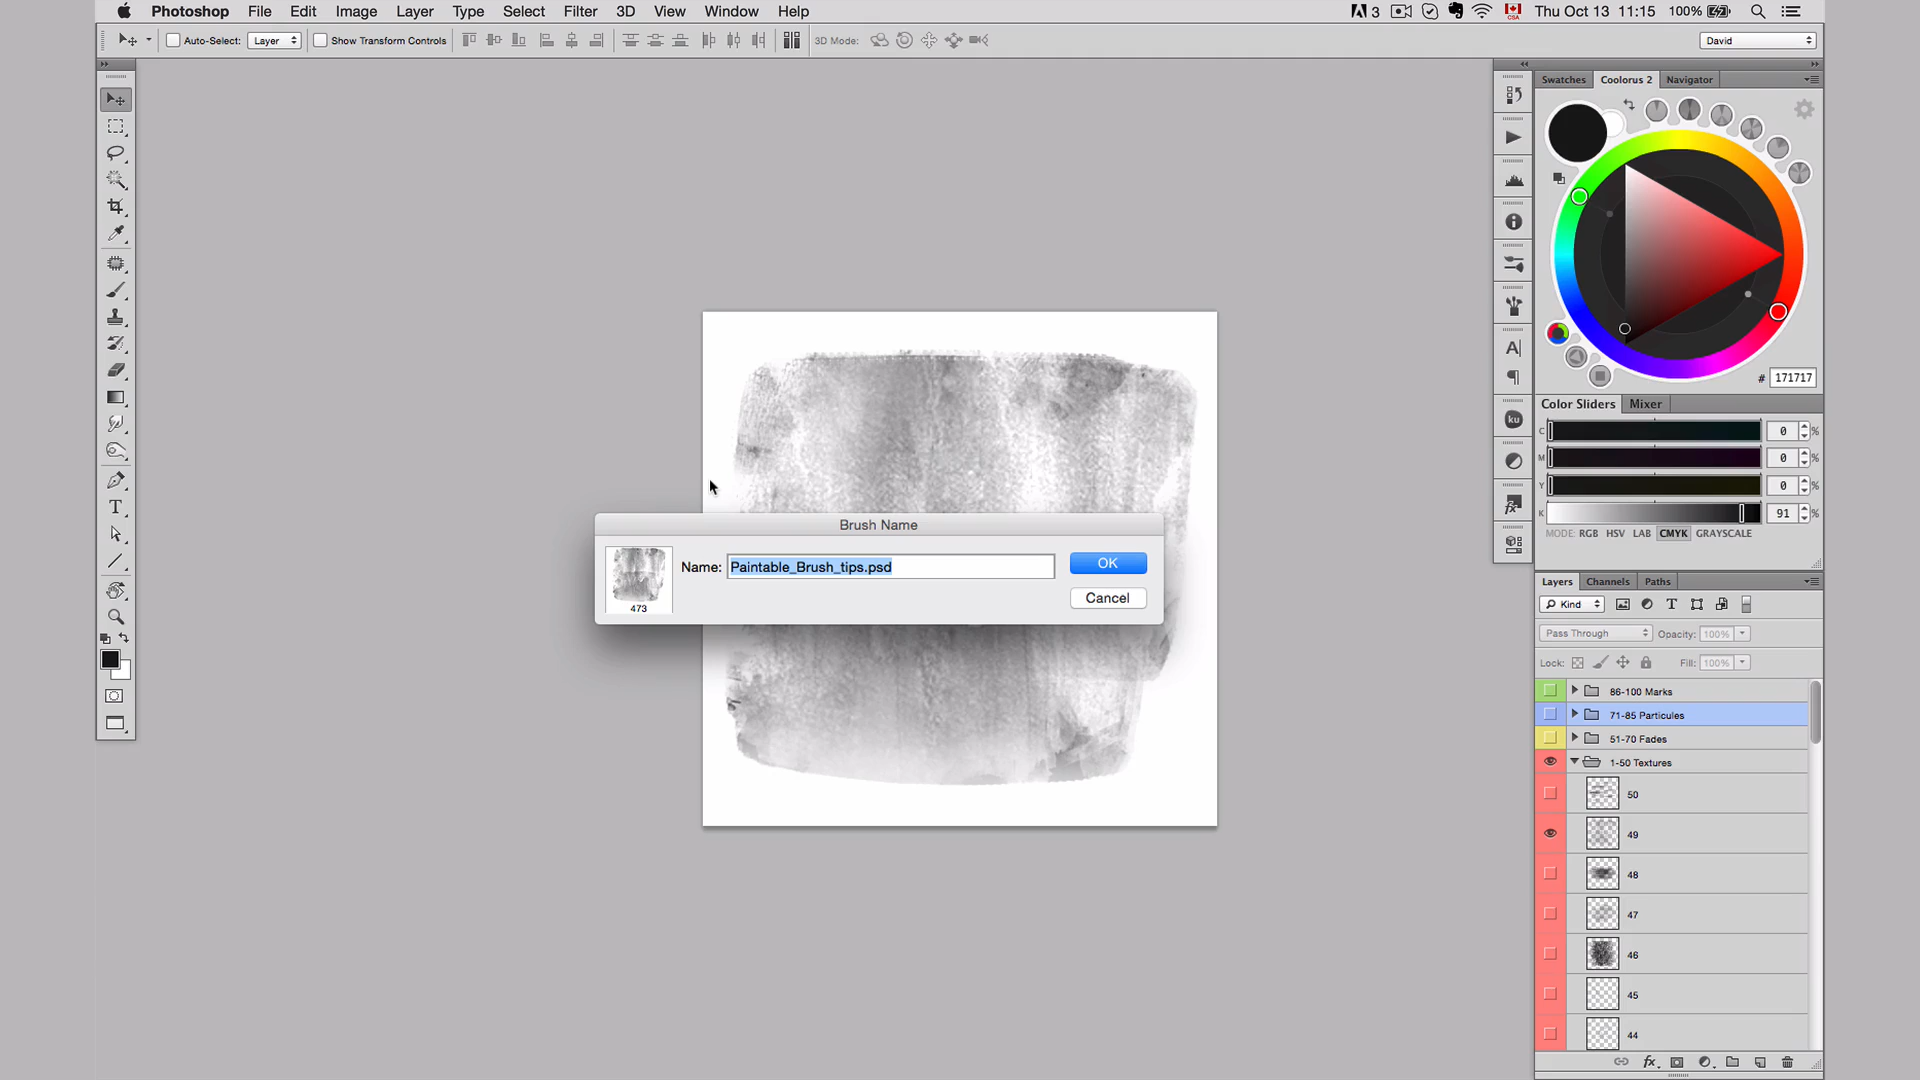 Photoshop File Edit Image Layer Type Select Filter 3D View Window Help 3 Thu Oct 13 11:15 100%
Auto-Select: Layer Show Transform Controls 3D Mode: David
Swatches Coolorus 2 Navigator
# 171717
Color Sliders Mixer
C 0 %
M 0 %
Y 0 %
K 91 %
MODE: RGB HSV LAB CMYK GRAYSCALE
Brush Name
Name: Paintable_Brush_tips.psd OK
473
Cancel
Layers Channels Paths
Kind
Pass Through Opacity: 100%
Lock: Fill: 100%
86-100 Marks
71-85 Particules
51-70 Fades
1-50 Textures
50
49
48
47
46
45
44